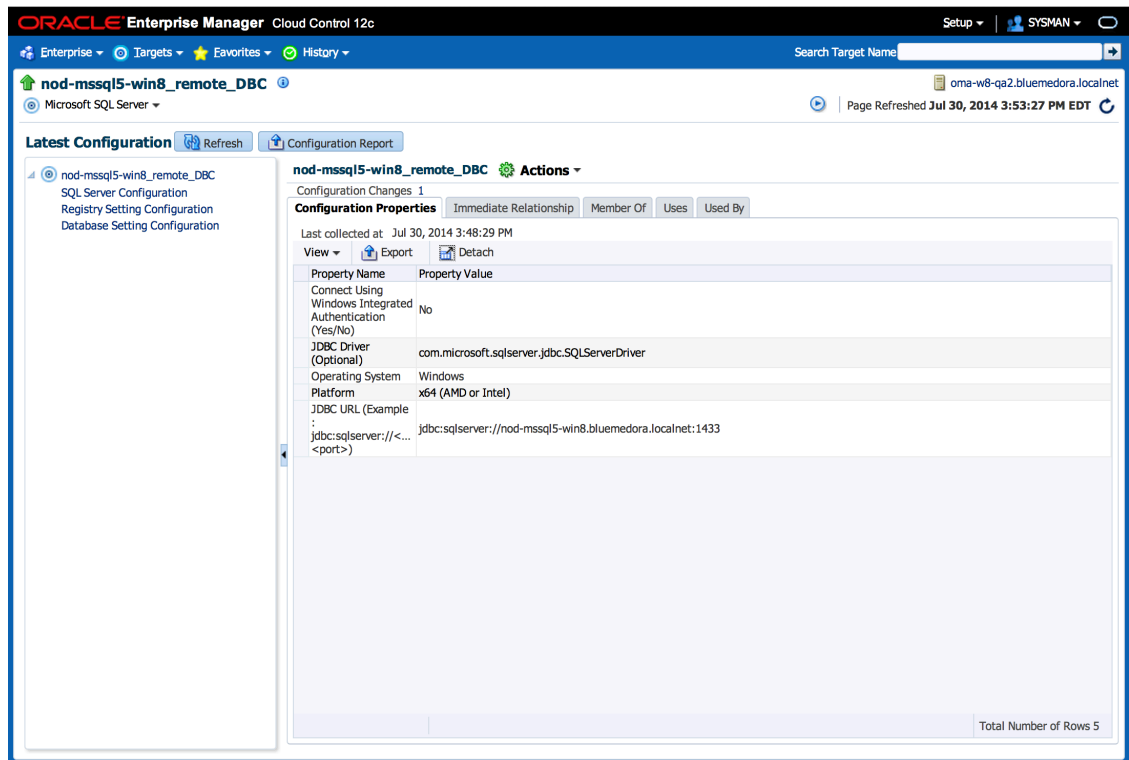 ORACLE Enterprise Manager Cloud Control 12c
Setup SYSMAN
Enterprise Targets Favorites History
Search Target Name
nod-mssql5-win8_remote_DBC
oma-w8-qa2.bluemedora.localnet
Microsoft SQL Server
Page Refreshed Jul 30, 2014 3:53:27 PM EDT
Latest Configuration Refresh Configuration Report
nod-mssql5-win8_remote_DBC
SQL Server Configuration
Registry Setting Configuration
Database Setting Configuration
nod-mssql5-win8_remote_DBC Actions
Configuration Changes 1
Configuration Properties Immediate Relationship Member Of Uses Used By
Last collected at Jul 30, 2014 3:48:29 PM
View Export Detach
Property Name Property Value
Connect Using
Windows Integrated
Authentication
(Yes/No)
No
JDBC Driver
(Optional)
com.microsoft.sqlserver.jdbc.SQLServerDriver
Operating System Windows
Platform x64 (AMD or Intel)
JDBC URL (Example
:
jdbc:sqlserver://<...
<port>)
jdbc:sqlserver://nod-mssql5-win8.bluemedora.localnet:1433
Total Number of Rows 5